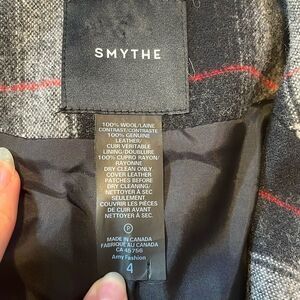 SMYTHE
100% WOOL/LAINE
CONTRAST/CONTRASTE
100% GENUINE
LEATHER/
CUIR VÉRITABLE
LINING/DOUBLURE
100% CUPRO RAYON/
RAYONNE
DRY CLEAN ONLY
COVER LEATHER
PATCHES BEFORE
DRY CLEANING/
NETTOYER À SEC
SEULEMENT
COUVRIR LES PIÈCES
DE CUIR AVANT
NETTOYER À SEC.
P
MADE IN CANADA
FABRIQUÉ AU CANADA
CA 45756
Amy Fashion
4